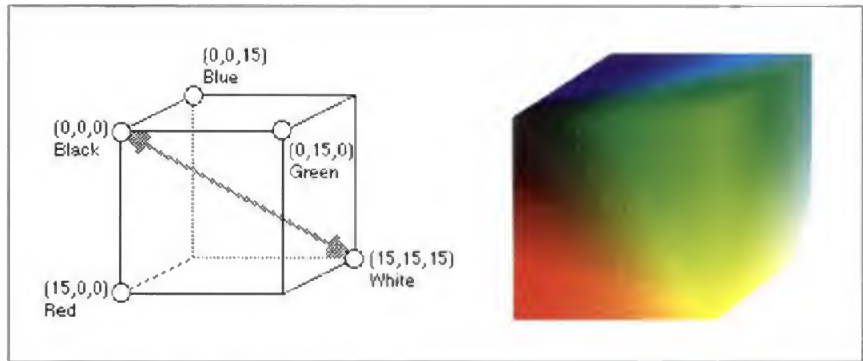 (0,0,15)
Blue
(0,0,0)
Black
(0,15,0)
Green
(15,15,15)
White
(15,0,0)
Red